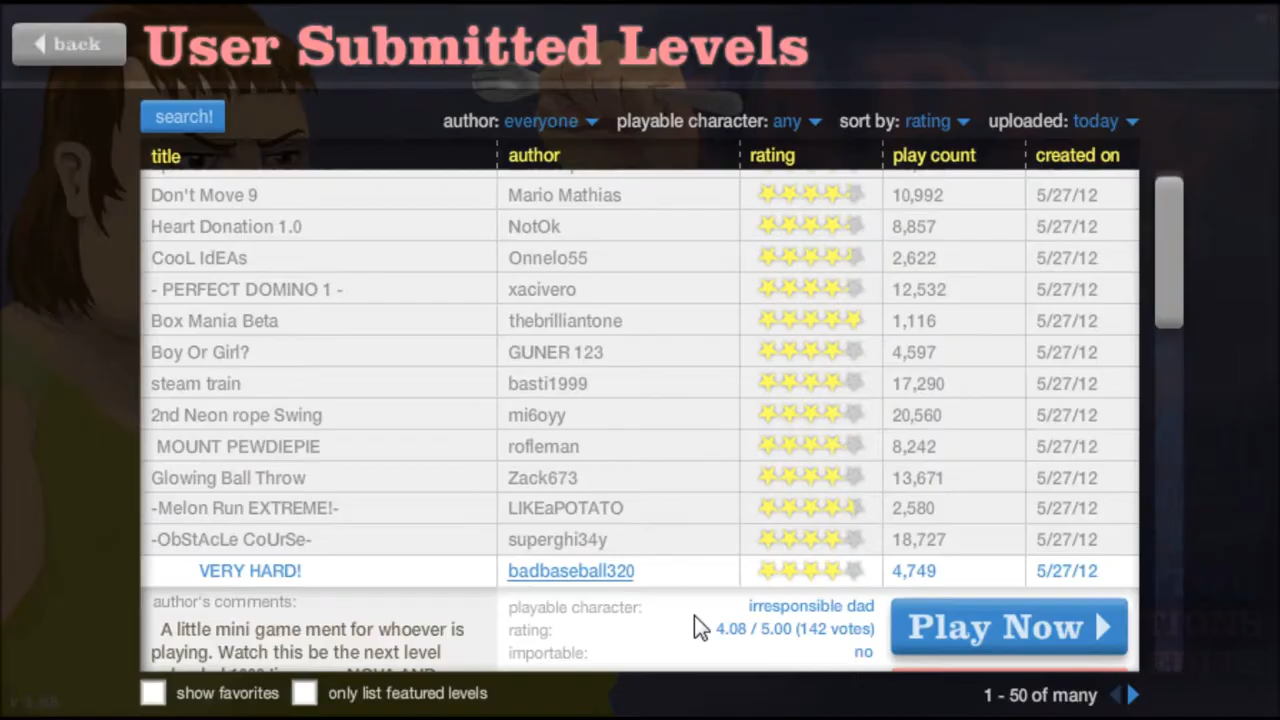 back
User Submitted Levels
search!
author: everyone playable character: any sort by: rating uploaded: today
title author rating play count created on
Don't Move 9 Mario Mathias 10,992 5/27/12
Heart Donation 1.0 NotOk 8,857 5/27/12
CooL IdEAs Onnelo55 2,622 5/27/12
- PERFECT DOMINO 1 - xacivero 12,532 5/27/12
Box Mania Beta thebrilliantone 1,116 5/27/12
Boy Or Girl? GUNER 123 4,597 5/27/12
steam train basti1999 17,290 5/27/12
2nd Neon rope Swing mi6oyy 20,560 5/27/12
MOUNT PEWDIEPIE rofleman 8,242 5/27/12
Glowing Ball Throw Zack673 13,671 5/27/12
-Melon Run EXTREME!- LIKEaPOTATO 2,580 5/27/12
-ObStAcLe CoUrSe- superghi34y 18,727 5/27/12
VERY HARD! badbaseball320 4,749 5/27/12
author's comments:
A little mini game ment for whoever is
playing. Watch this be the next level
playable character: irresponsible dad
rating: 4.08 / 5.00 (142 votes)
importable: no
Play Now
show favorites only list featured levels 1 - 50 of many